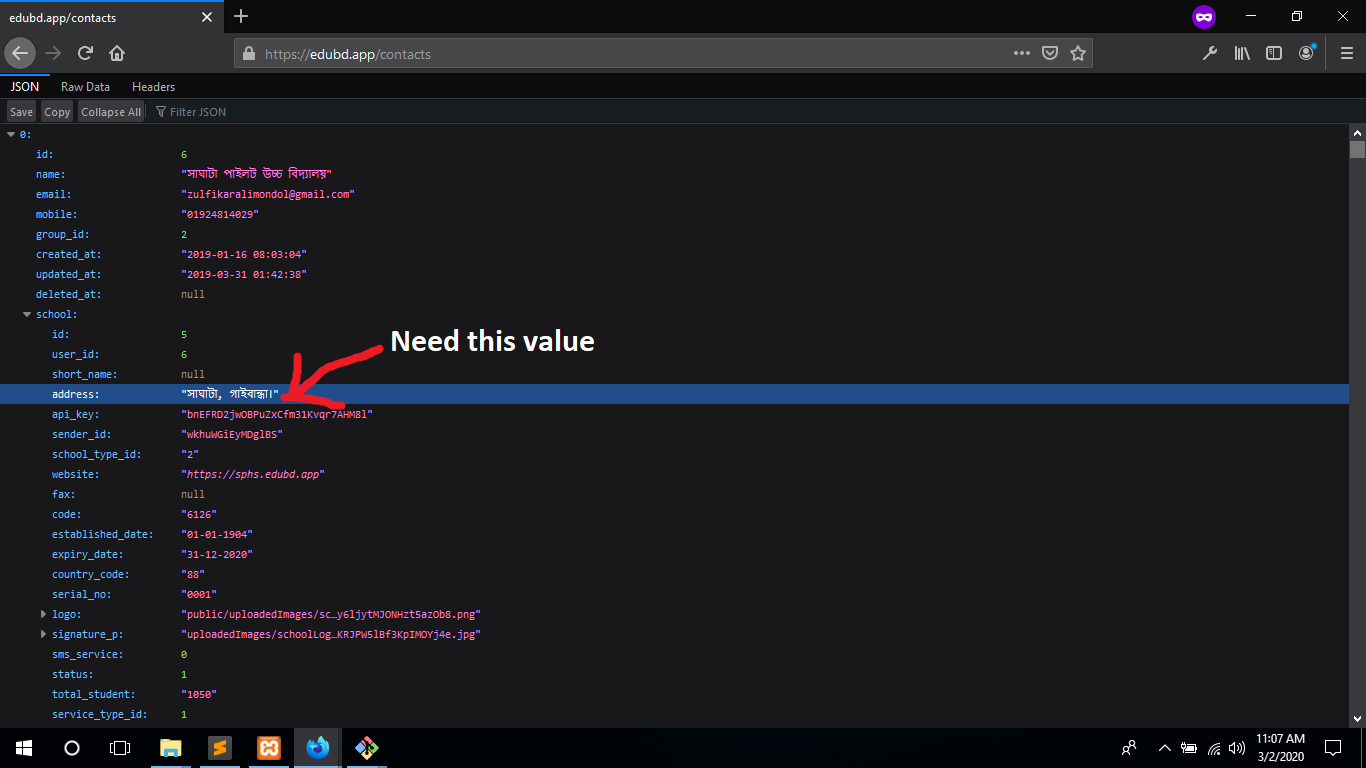 edubd.app/contacts
https://edubd.app/contacts
JSON Raw Data Headers
Save Copy Collapse All Filter JSON
0:
id: 6
name: "সাঘাটা পাইলট উচ্চ বিদ্যালয়"
email: "zulfikaralimondol@gmail.com"
mobile: "01924814029"
group_id: 2
created_at: "2019-01-16 08:03:04"
updated_at: "2019-03-31 01:42:38"
deleted_at: null
school:
id: 5
Need this value
user_id: 6
short_name: null
address: "সাঘাটা, গাইবান্ধা।"
api_key: "bnEFRD2jwOBPuZxCfm31Kvqr7AHM8l"
sender_id: "wkhuWGiEyMDglBS"
school_type_id: "2"
website: "https://sphs.edubd.app"
fax: null
code: "6126"
established_date: "01-01-1904"
expiry_date: "31-12-2020"
country_code: "88"
serial_no: "0001"
logo: "public/uploadedImages/sc…y6ljytMJONHzt5azOb8.png"
signature_p: "uploadedImages/schoolLog…KRJPW5lBf3KpIMOYj4e.jpg"
sms_service: 0
status: 1
total_student: "1050"
service_type_id: 1
11:07 AM
3/2/2020